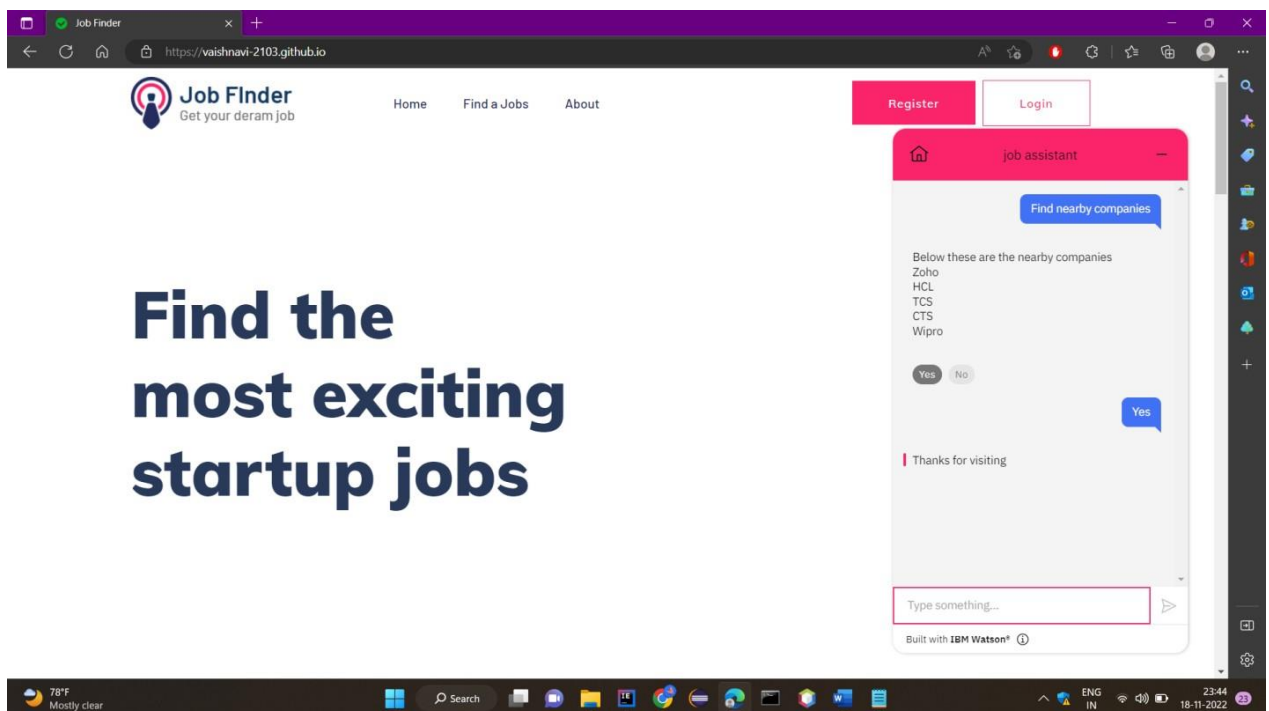 Job Finder
https://vaishnavi-2103.github.io
Job FInder
Get your deram job
Home Find a Jobs About
Register Login
job assistant
Find nearby companies
Below these are the nearby companies
Zoho
HCL
TCS
CTS
Wipro
Yes No
Yes
Thanks for visiting
Find the
most exciting
startup jobs
Type something...
Built with IBM Watson®
78°F
Mostly clear
Search
ENG
IN
23:44
18-11-2022
23